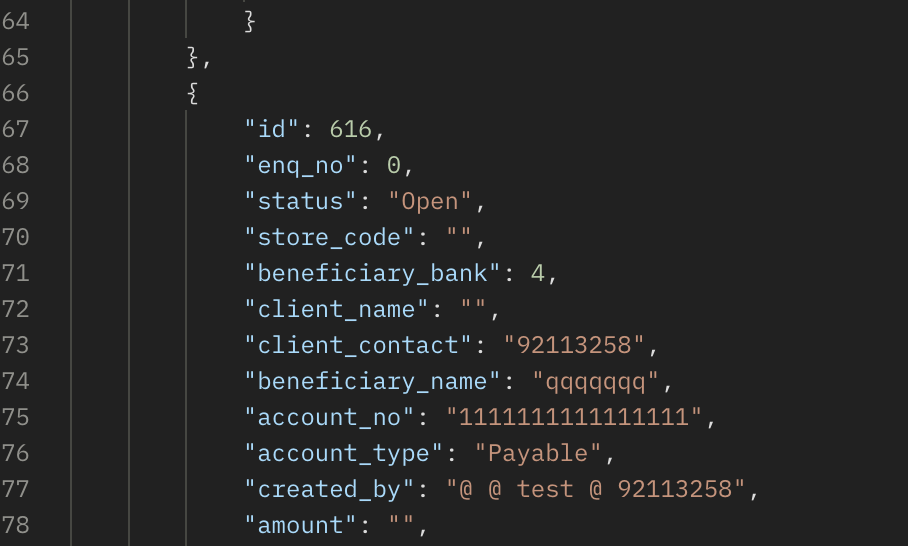 64 }
65 },
66 {
67 "id": 616,
68 "enq_no": 0,
69 "status": "Open",
70 "store_code": "",
71 "beneficiary_bank": 4,
72 "client_name": "",
73 "client_contact": "92113258",
74 "beneficiary_name": "qqqqqqq",
75 "account_no": "1111111111111111",
76 "account_type": "Payable",
77 "created_by": "@ @ test @ 92113258",
78 "amount": "",